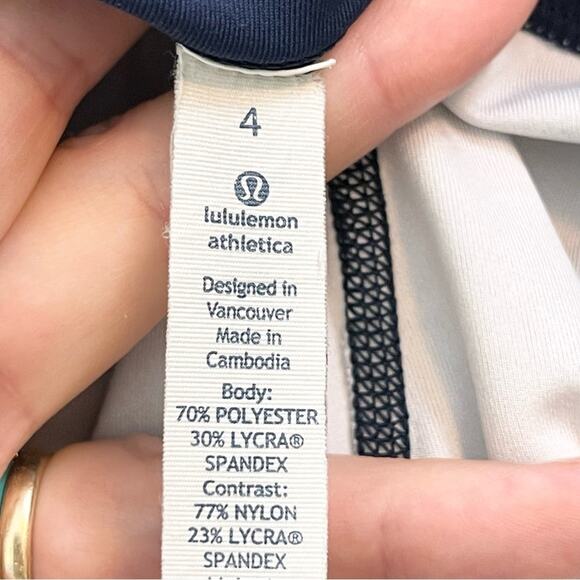 4
lululemon
athletica
Designed in
Vancouver
Made in
Cambodia
Body:
70% POLYESTER
30% LYCRA®
SPANDEX
Contrast:
77% NYLON
23% LYCRA®
SPANDEX